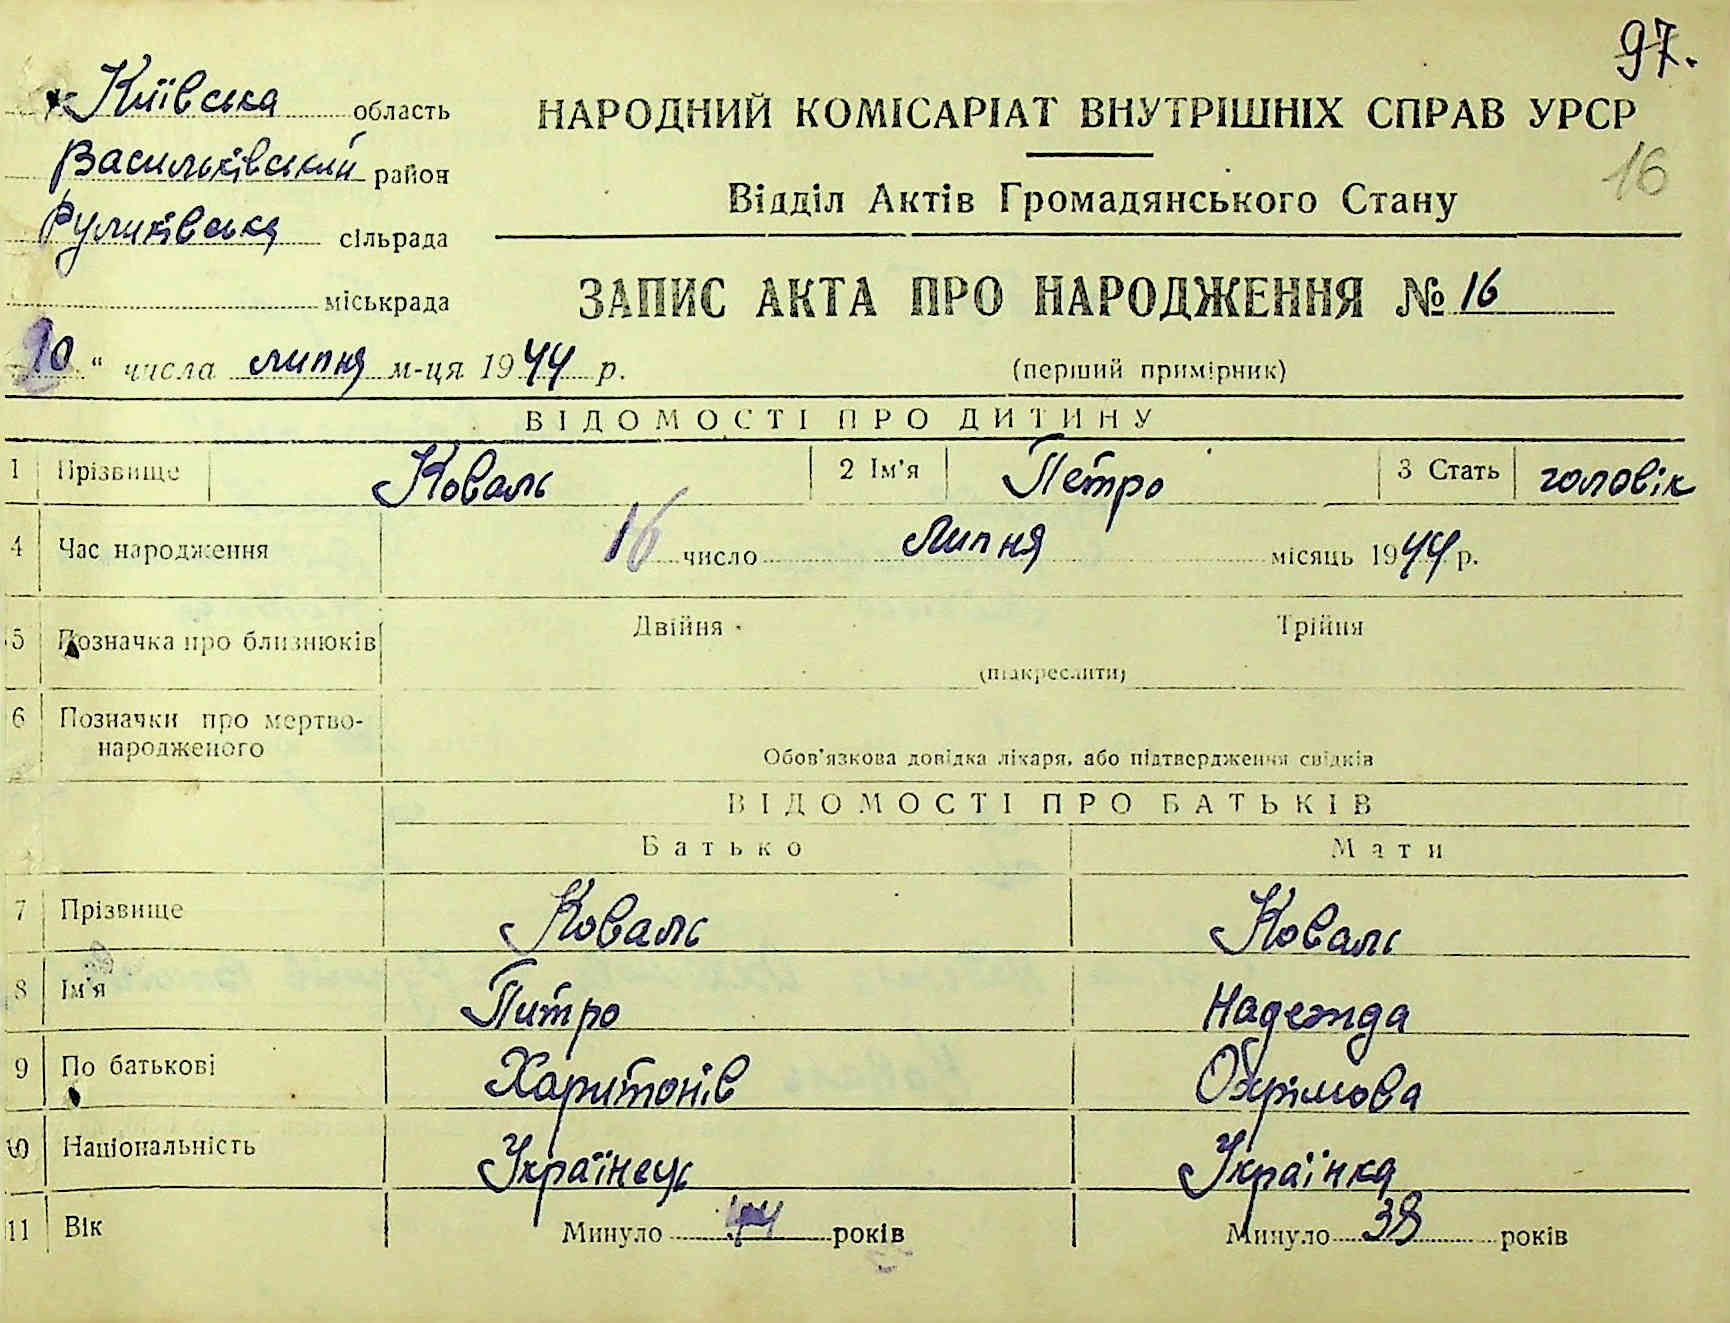 97.
Київська область
НАРОДНИЙ КОМІСАРІАТ ВНУТРІШНІХ СПРАВ УРСР
Васильківський район
16
Відділ Актів Громадянського Стану
Руликівська сільрада
міськрада
ЗАПИС АКТА ПРО НАРОДЖЕННЯ № 16
20 " числа липня м-ця 1944 р.
(перший примірник)
ВІДОМОСТІ ПРО ДИТИНУ
1 Прізвище Коваль 2 Ім'я Петро 3 Стать головік
4 Час народження 16 число липня місяць 1944 р.
5 Позначка про близнюків Двійня Трійня
(підкреслити)
6 Позначки про мертво-
народженого
Обов'язкова довідка лікаря, або підтвердження свідків
ВІДОМОСТІ ПРО БАТЬКІВ
Батько Мати
7 Прізвище Коваль Коваль
8 Ім'я Питро Надежда
9 По батькові Харитонів Охрімова
10 Національність Українець Українка
11 Вік Минуло 44 років Минуло 38 років